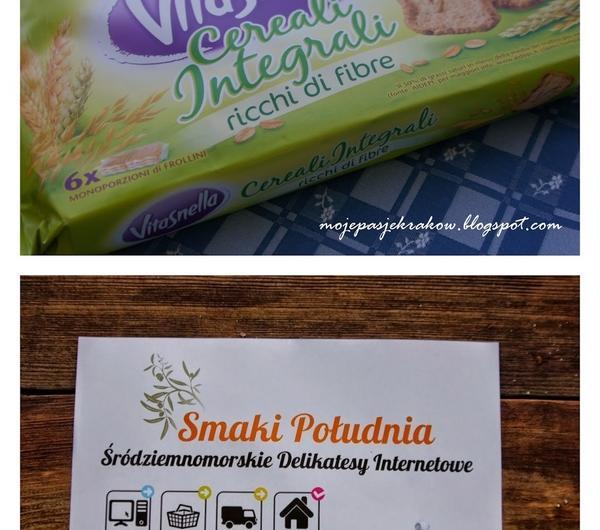 VitaSnella
Cereali
Integrali
ricchi di fibre
6x
MONOPORZIONI di FROLLINI
VitaSnella
Cereali Integrali
ricchi di fibre
mojepasjekrakow.blogspot.com
Smaki Południa
Śródziemnomorskie Delikatesy Internetowe